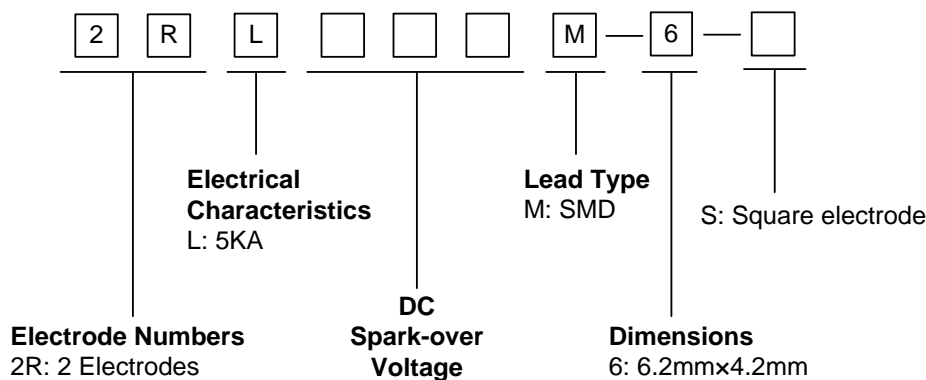 2 R L M — 6 —
Electrical
Characteristics
L: 5KA
Lead Type
M: SMD
S: Square electrode
Electrode Numbers
2R: 2 Electrodes
DC
Spark-over
Voltage
Dimensions
6: 6.2mm×4.2mm